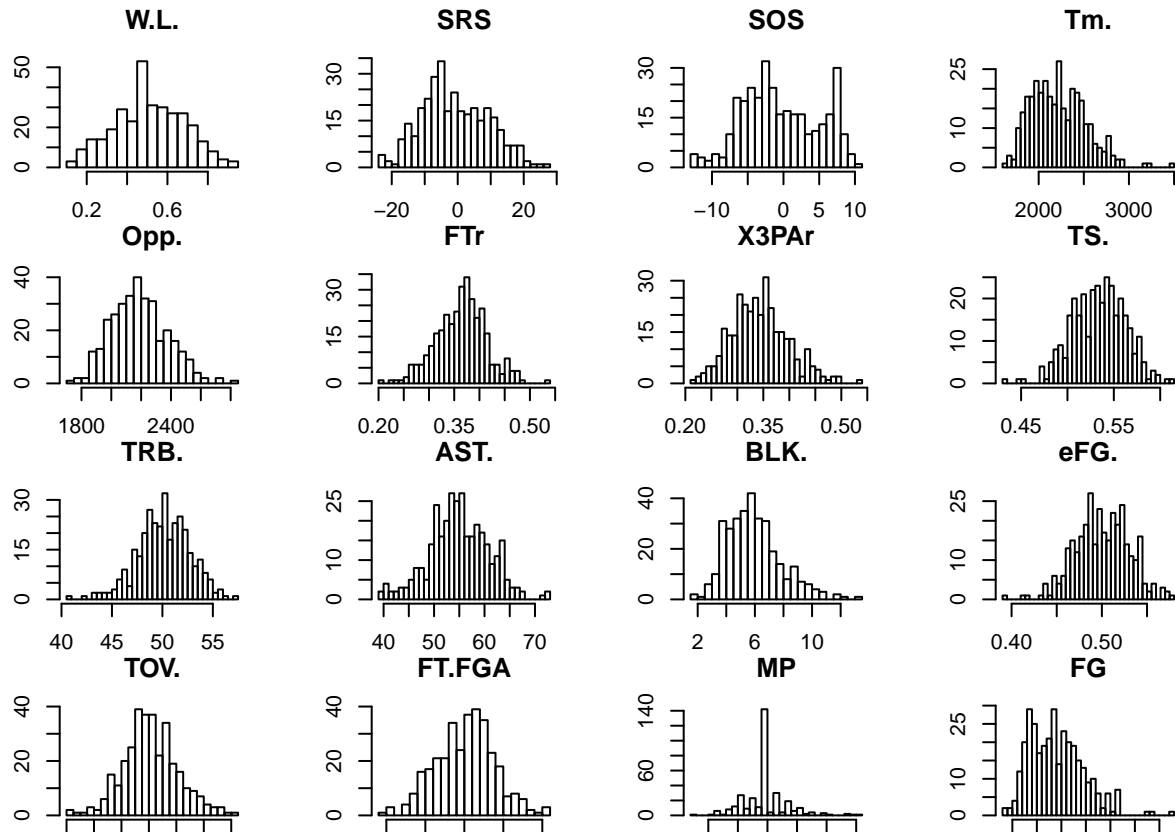 W.L. SRS SOS Tm.
0 20 50 0 15 30 0 15 30 0 10 25
0.2 0.6 −20 0 20 −10 0 5 10 2000 3000
Opp. FTr X3PAr TS.
0 20 40 0 15 30 0 15 30 0 10 20
1800 2400 0.20 0.35 0.50 0.20 0.35 0.50 0.45 0.55
TRB. AST. BLK. eFG.
0 15 30 0 10 25 0 20 40 0 10 25
40 45 50 55 40 50 60 70 2 6 10 0.40 0.50
TOV. FT.FGA MP FG
0 20 40 0 20 40 0 60 140 0 10 25